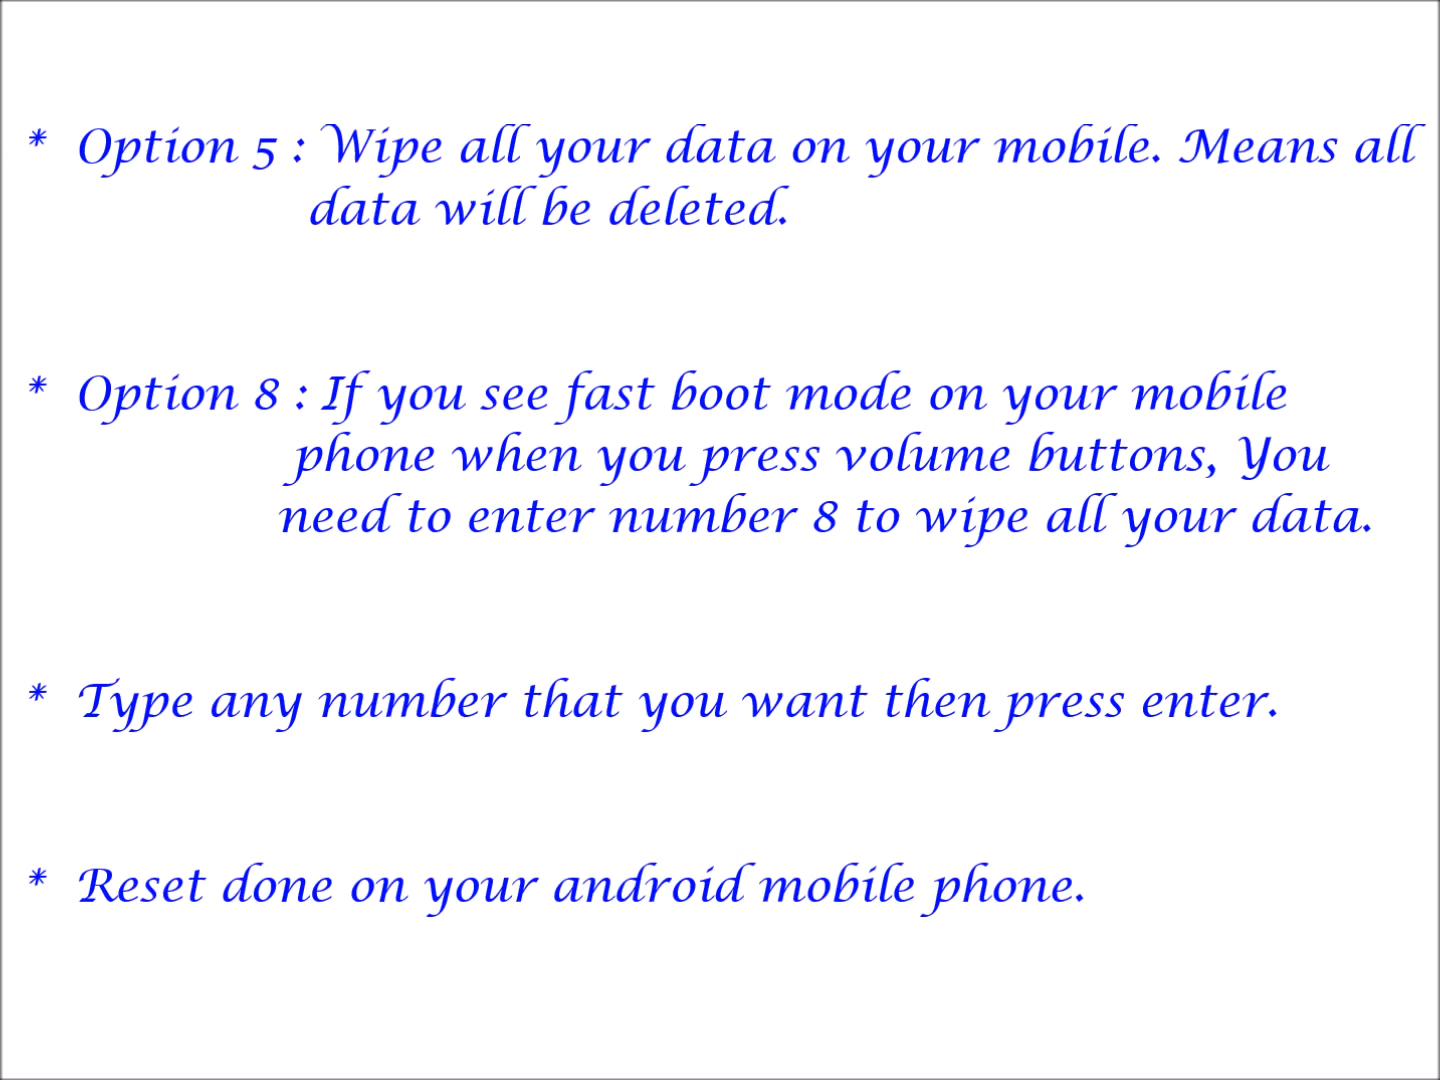 * Option 5 : Wipe all your data on your mobile. Means all
data will be deleted.
* Option 8 : If you see fast boot mode on your mobile
phone when you press volume buttons, You
need to enter number 8 to wipe all your data.
* Type any number that you want then press enter.
* Reset done on your android mobile phone.